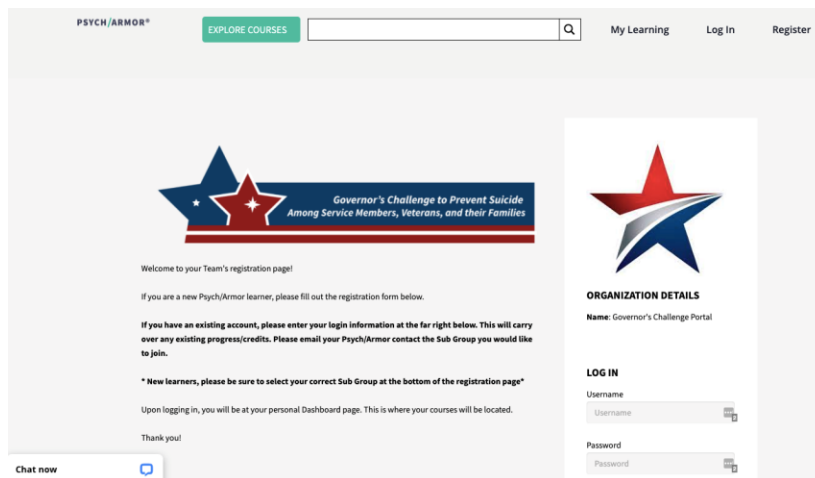 PSYCH/ARMOR®
EXPLORE COURSES
My Learning
Log In
Register
Governor's Challenge to Prevent Suicide
Among Service Members, Veterans, and their Families
Welcome to your Team's registration page!
If you are a new Psych/Armor learner, please fill out the registration form below.
If you have an existing account, please enter your login information at the far right below. This will carry
over any existing progress/credits. Please email your Psych/Armor contact the Sub Group you would like
to join.
* New learners, please be sure to select your correct Sub Group at the bottom of the registration page*
Upon logging in, you will be at your personal Dashboard page. This is where your courses will be located.
Thank you!
ORGANIZATION DETAILS
Name: Governor's Challenge Portal
LOG IN
Username
Username
Password
Password
Chat now